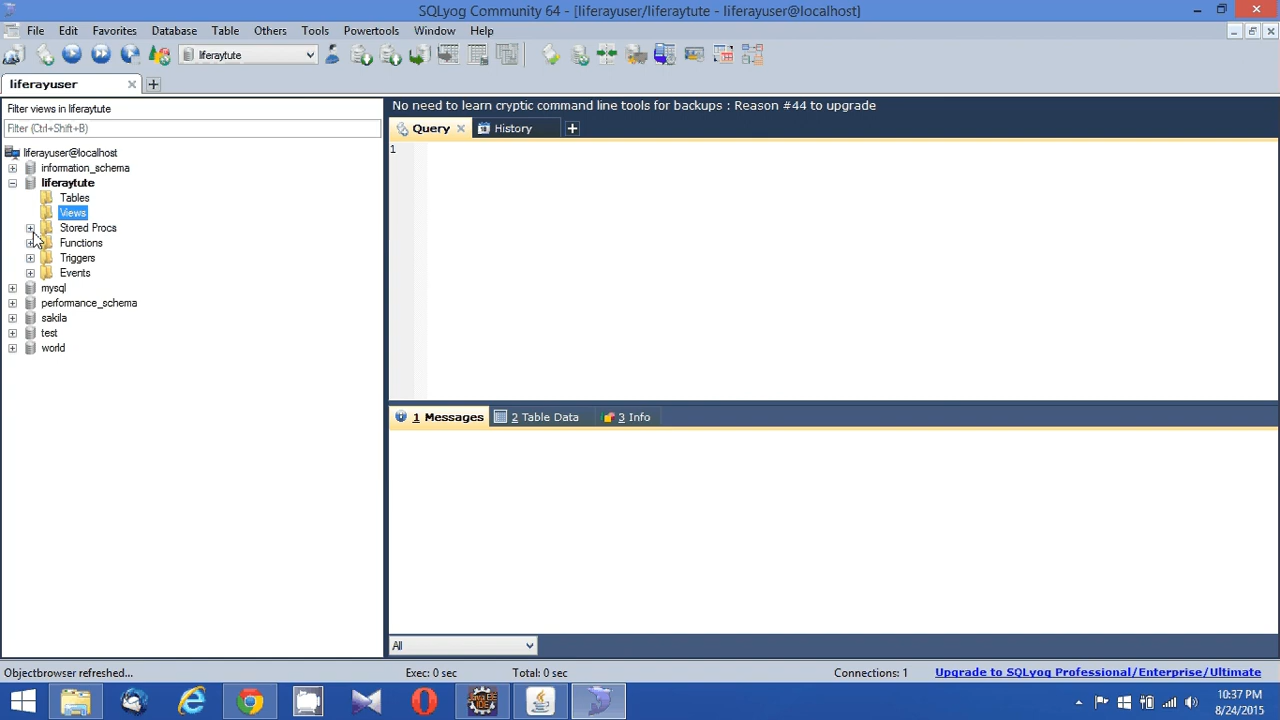 SQLyog Community 64 - [liferayuser/liferaytute - liferayuser@localhost]
File Edit Favorites Database Table Others Tools Powertools Window Help
liferaytute
liferayuser
Filter views in liferaytute
Filter (Ctrl+Shift+B)
liferayuser@localhost
information_schema
liferaytute
Tables
Views
Stored Procs
Functions
Triggers
Events
mysql
performance_schema
sakila
test
world
No need to learn cryptic command line tools for backups : Reason #44 to upgrade
Query History
1
1 Messages 2 Table Data 3 Info
All
Objectbrowser refreshed... Exec: 0 sec Total: 0 sec Connections: 1 Upgrade to SQLyog Professional/Enterprise/Ultimate
10:37 PM
8/24/2015